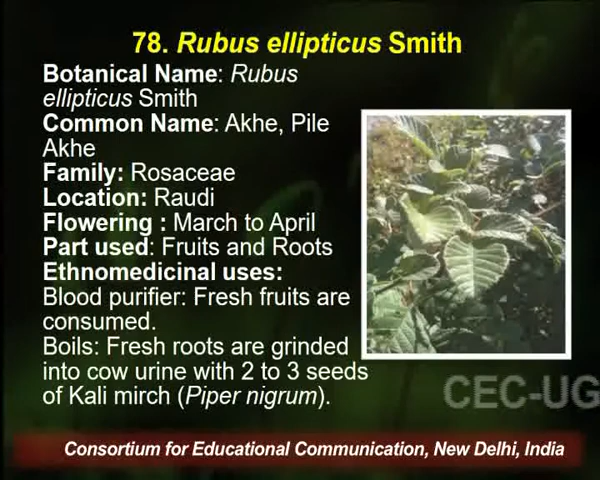 78. Rubus ellipticus Smith
Botanical Name: Rubus
ellipticus Smith
Common Name: Akhe, Pile
Akhe
Family: Rosaceae
Location: Raudi
Flowering : March to April
Part used: Fruits and Roots
Ethnomedicinal uses:
Blood purifier: Fresh fruits are
consumed.
Boils: Fresh roots are grinded
into cow urine with 2 to 3 seeds
of Kali mirch (Piper nigrum).
CEC-UG
Consortium for Educational Communication, New Delhi, India